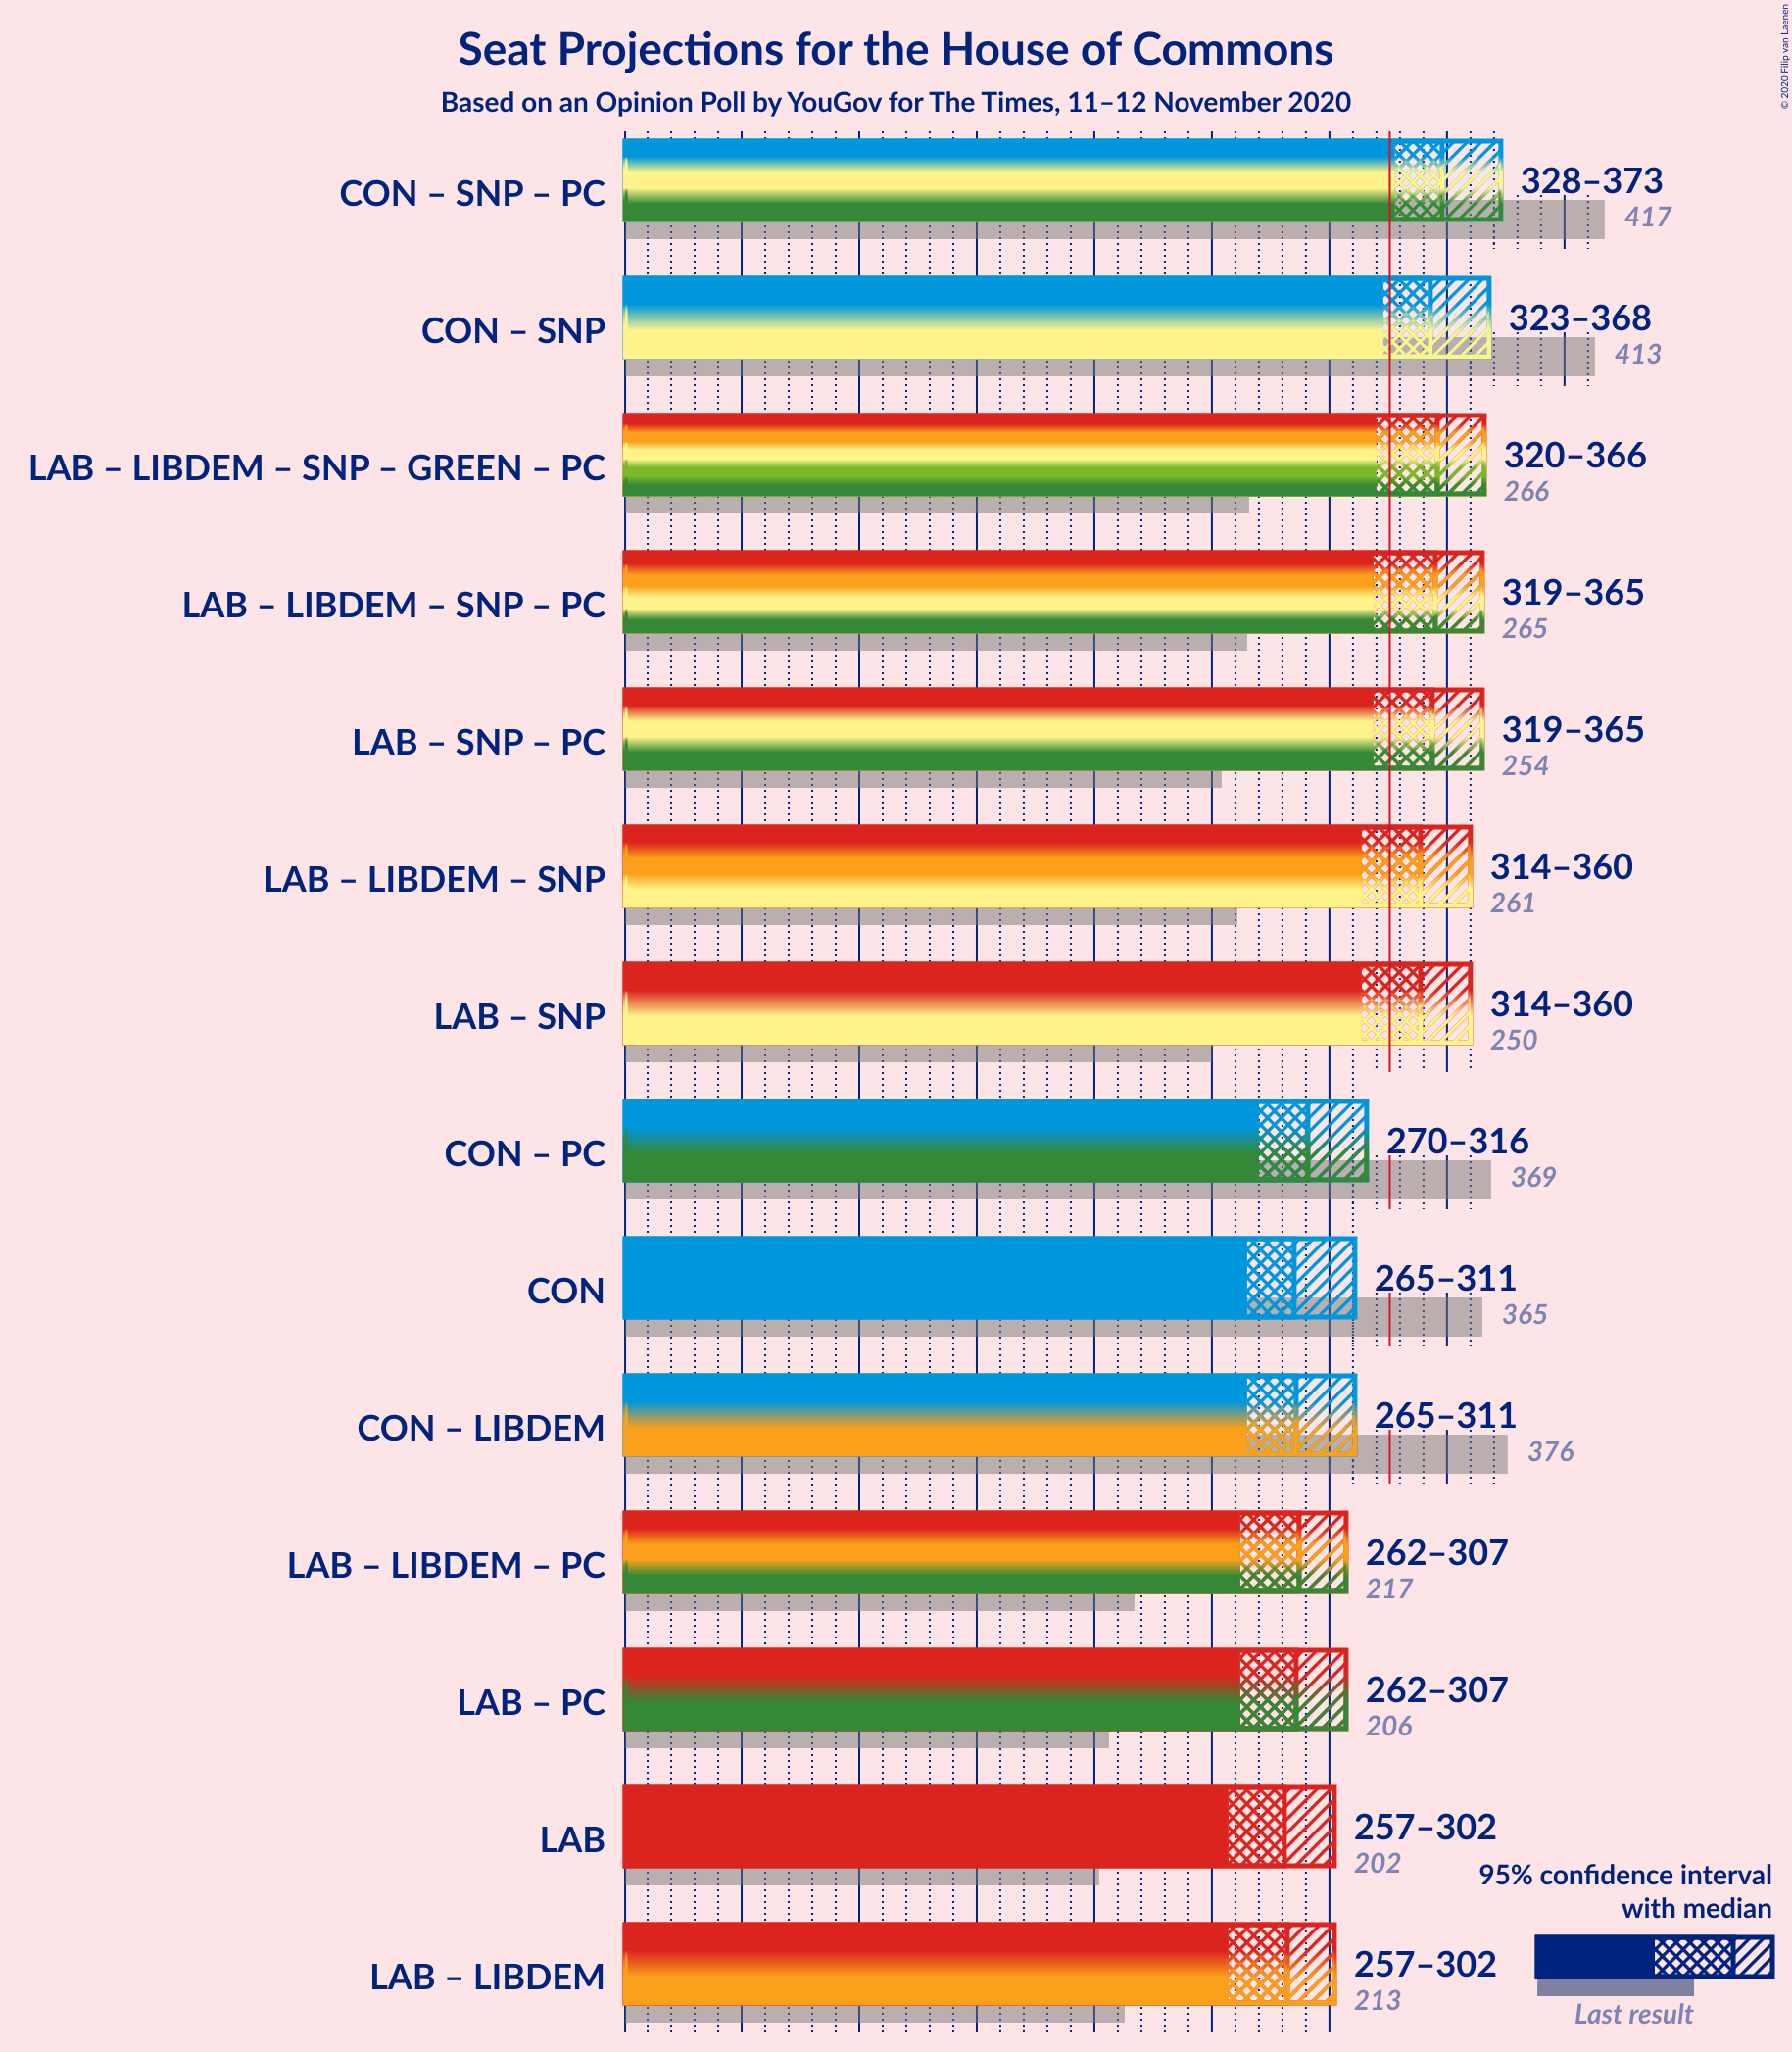 Seat Projections for the House of Commons
Based on an Opinion Poll by YouGov for The Times, 11–12 November 2020
© 2020 Filip van Laenen
CON – SNP – PC
328–373
417
CON – SNP
323–368
413
LAB – LIBDEM – SNP – GREEN – PC
320–366
266
LAB – LIBDEM – SNP – PC
319–365
265
LAB – SNP – PC
319–365
254
LAB – LIBDEM – SNP
314–360
261
LAB – SNP
314–360
250
CON – PC
270–316
369
CON
265–311
365
CON – LIBDEM
265–311
376
LAB – LIBDEM – PC
262–307
217
LAB – PC
262–307
206
LAB
257–302
202
LAB – LIBDEM
257–302
213
95% confidence interval
with median
Last result